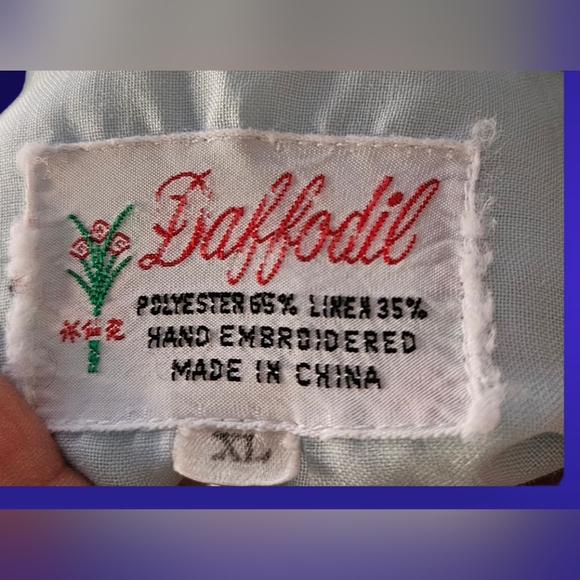 Daffodil
POLYESTER 65% LINEN 35%
HAND EMBROIDERED
MADE IN CHINA
XL